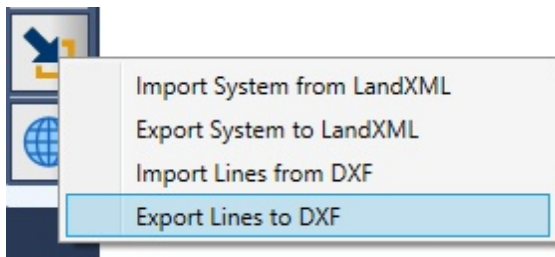 Import System from LandXML
Export System to LandXML
Import Lines from DXF
Export Lines to DXF